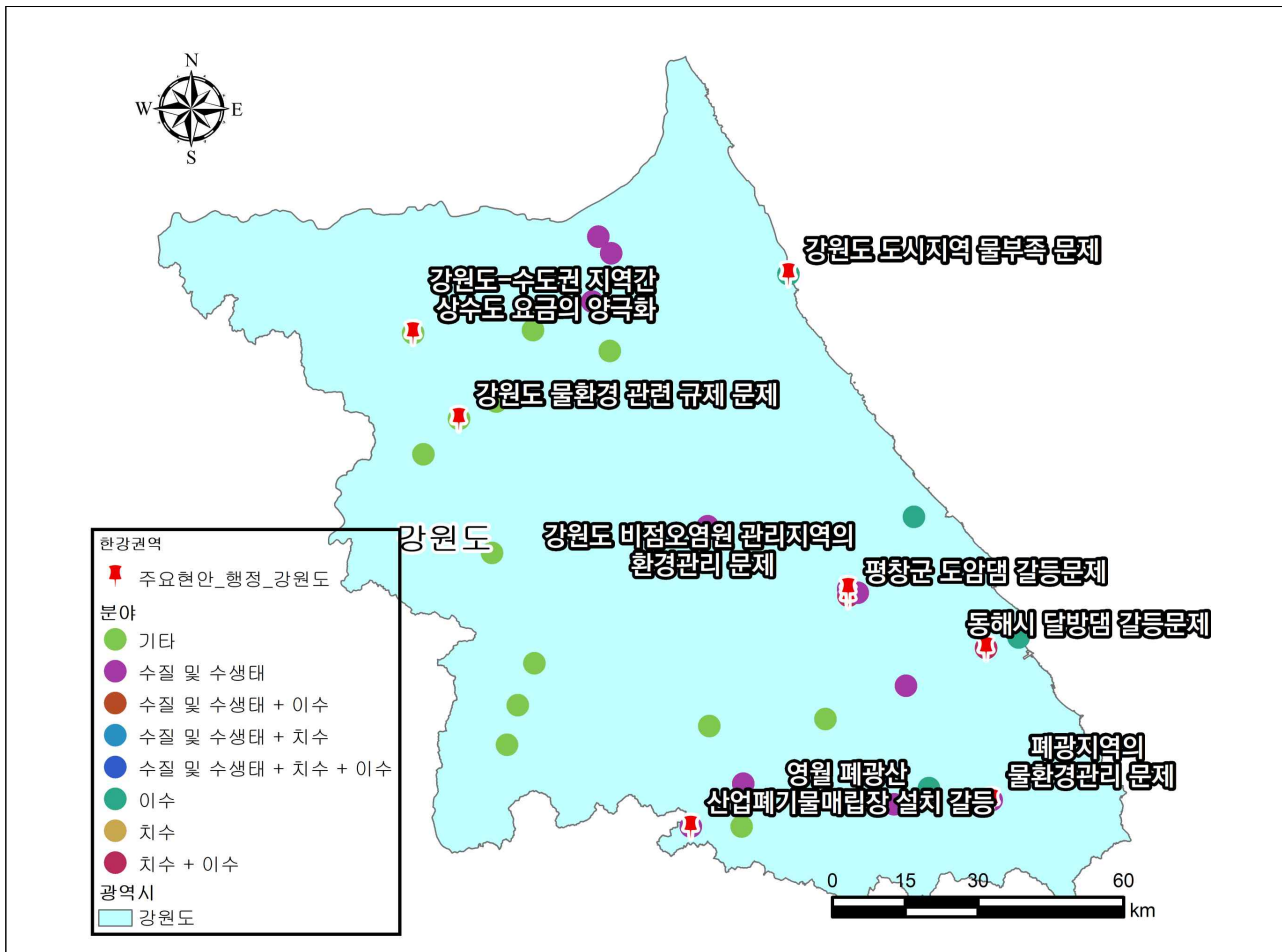 N
W E
S
강원도 도시지역 물부족 문제
강원도-수도권 지역간
상수도 요금의 양극화
강원도 물환경 관련 규제 문제
강원도
강원도 비점오염원 관리지역의
환경관리 문제
평창군 도암댐 갈등문제
동해시 달방댐 갈등문제
폐광지역의
물환경관리 문제
영월 폐광산
산업폐기물매립장 설치 갈등
한강권역
주요현안_행정_강원도
분야
기타
수질 및 수생태
수질 및 수생태 + 이수
수질 및 수생태 + 치수
수질 및 수생태 + 치수 + 이수
이수
치수
치수 + 이수
광역시
강원도
0 15 30 60
km